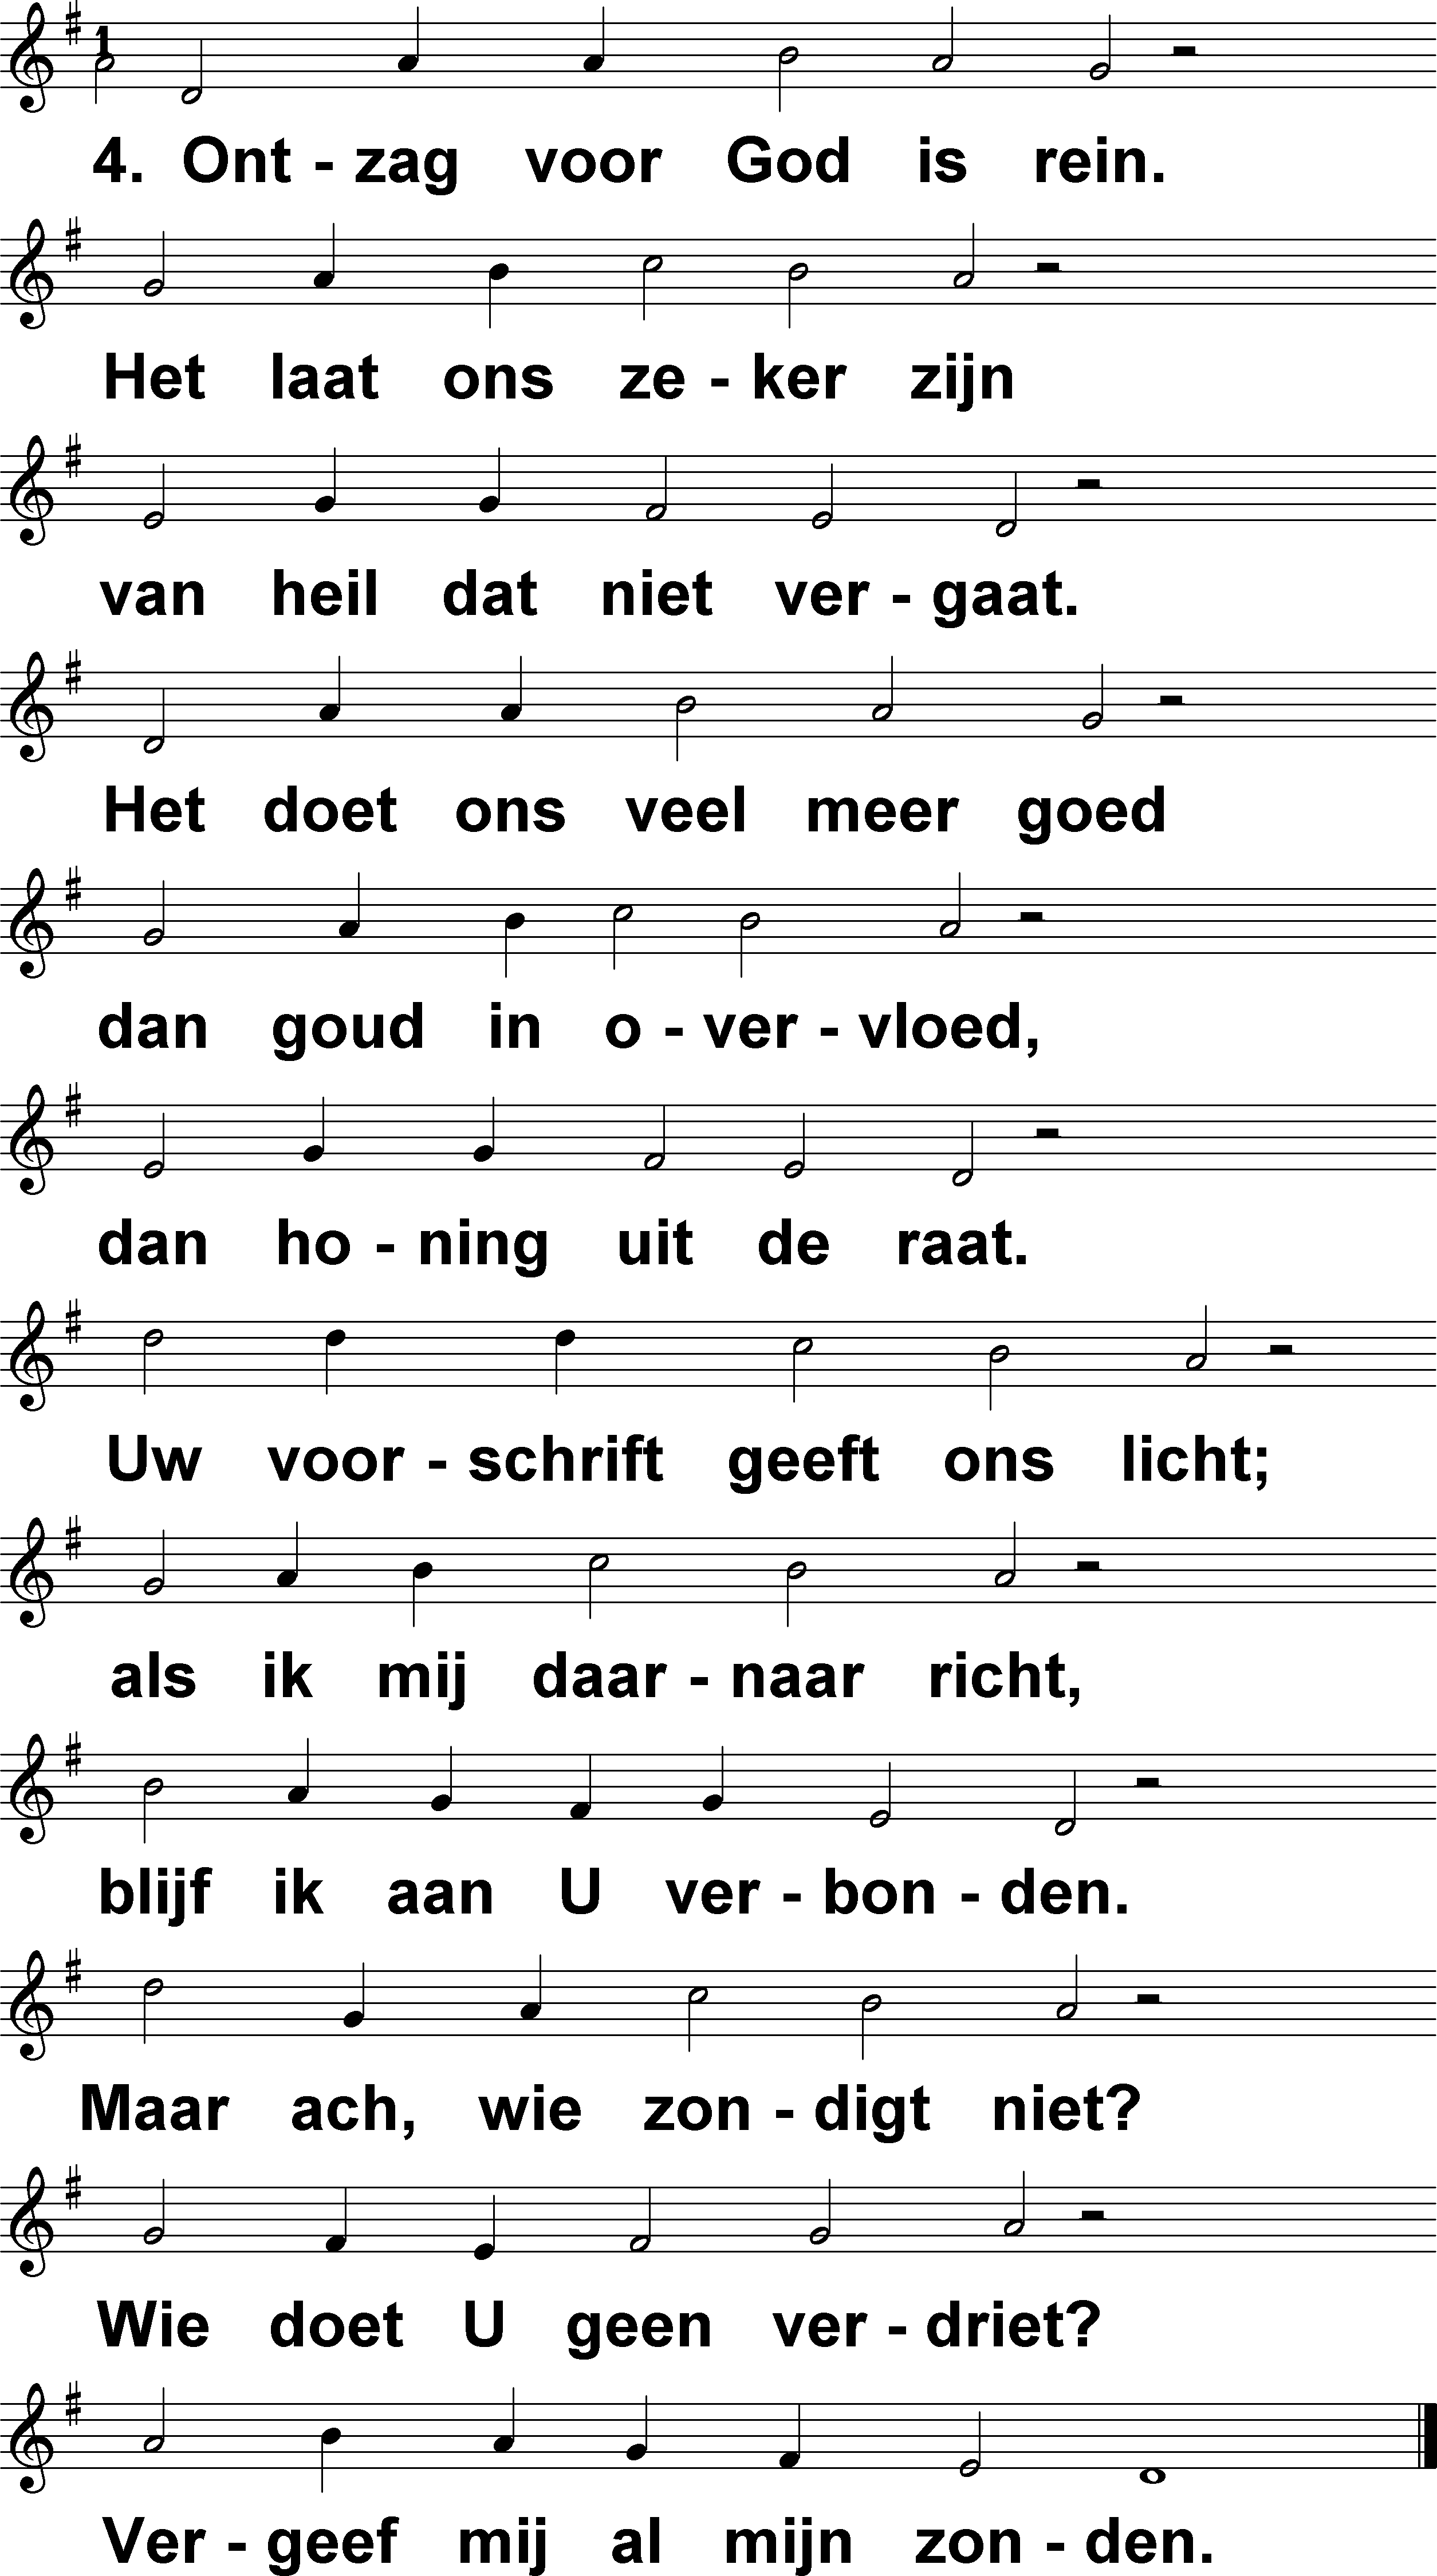 1
4. Ont - zag voor God is rein.
Het laat ons ze - ker zijn
van heil dat niet ver - gaat.
Het doet ons veel meer goed
dan goud in o - ver - vloed,
dan ho - ning uit de raat.
Uw voor - schrift geeft ons licht;
als ik mij daar - naar richt,
blijf ik aan U ver - bon - den.
Maar ach, wie zon - digt niet?
Wie doet U geen ver - driet?
Ver - geef mij al mijn zon - den.